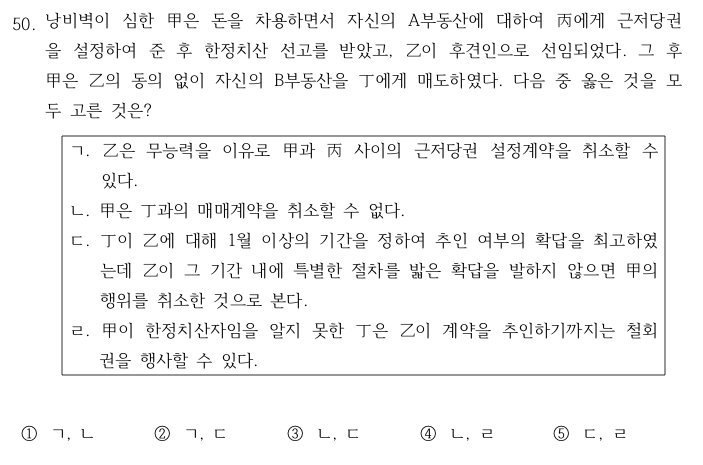 50. 낭비벽이 심한 甲은 돈을 차용하면서 자신의 A부동산에 대하여 丙에게 근저당권
을 설정하여 준 후 한정치산 선고를 받았고, 乙이 후견인으로 선임되었다. 그 후
甲은 乙의 동의 없이 자신의 B부동산을 丁에게 매도하였다. 다음 중 옳은 것을 모
두 고른 것은?
ㄱ. 乙은 무능력을 이유로 甲과 丙 사이의 근저당권 설정계약을 취소할 수
있다.
ㄴ. 甲은 丁과의 매매계약을 취소할 수 없다.
ㄷ. 丁이 乙에 대해 1월 이상의 기간을 정하여 추인 여부의 확답을 최고하였
는데 乙이 그 기간 내에 특별한 절차를 밟은 확답을 발하지 않으면 甲의
행위를 취소한 것으로 본다.
ㄹ. 甲이 한정치산자임을 알지 못한 丁은 乙이 계약을 추인하기까지는 철회
권을 행사할 수 있다.
① ㄱ, ㄴ ② ㄱ, ㄷ ③ ㄴ, ㄷ ④ ㄴ, ㄹ ⑤ ㄷ, ㄹ